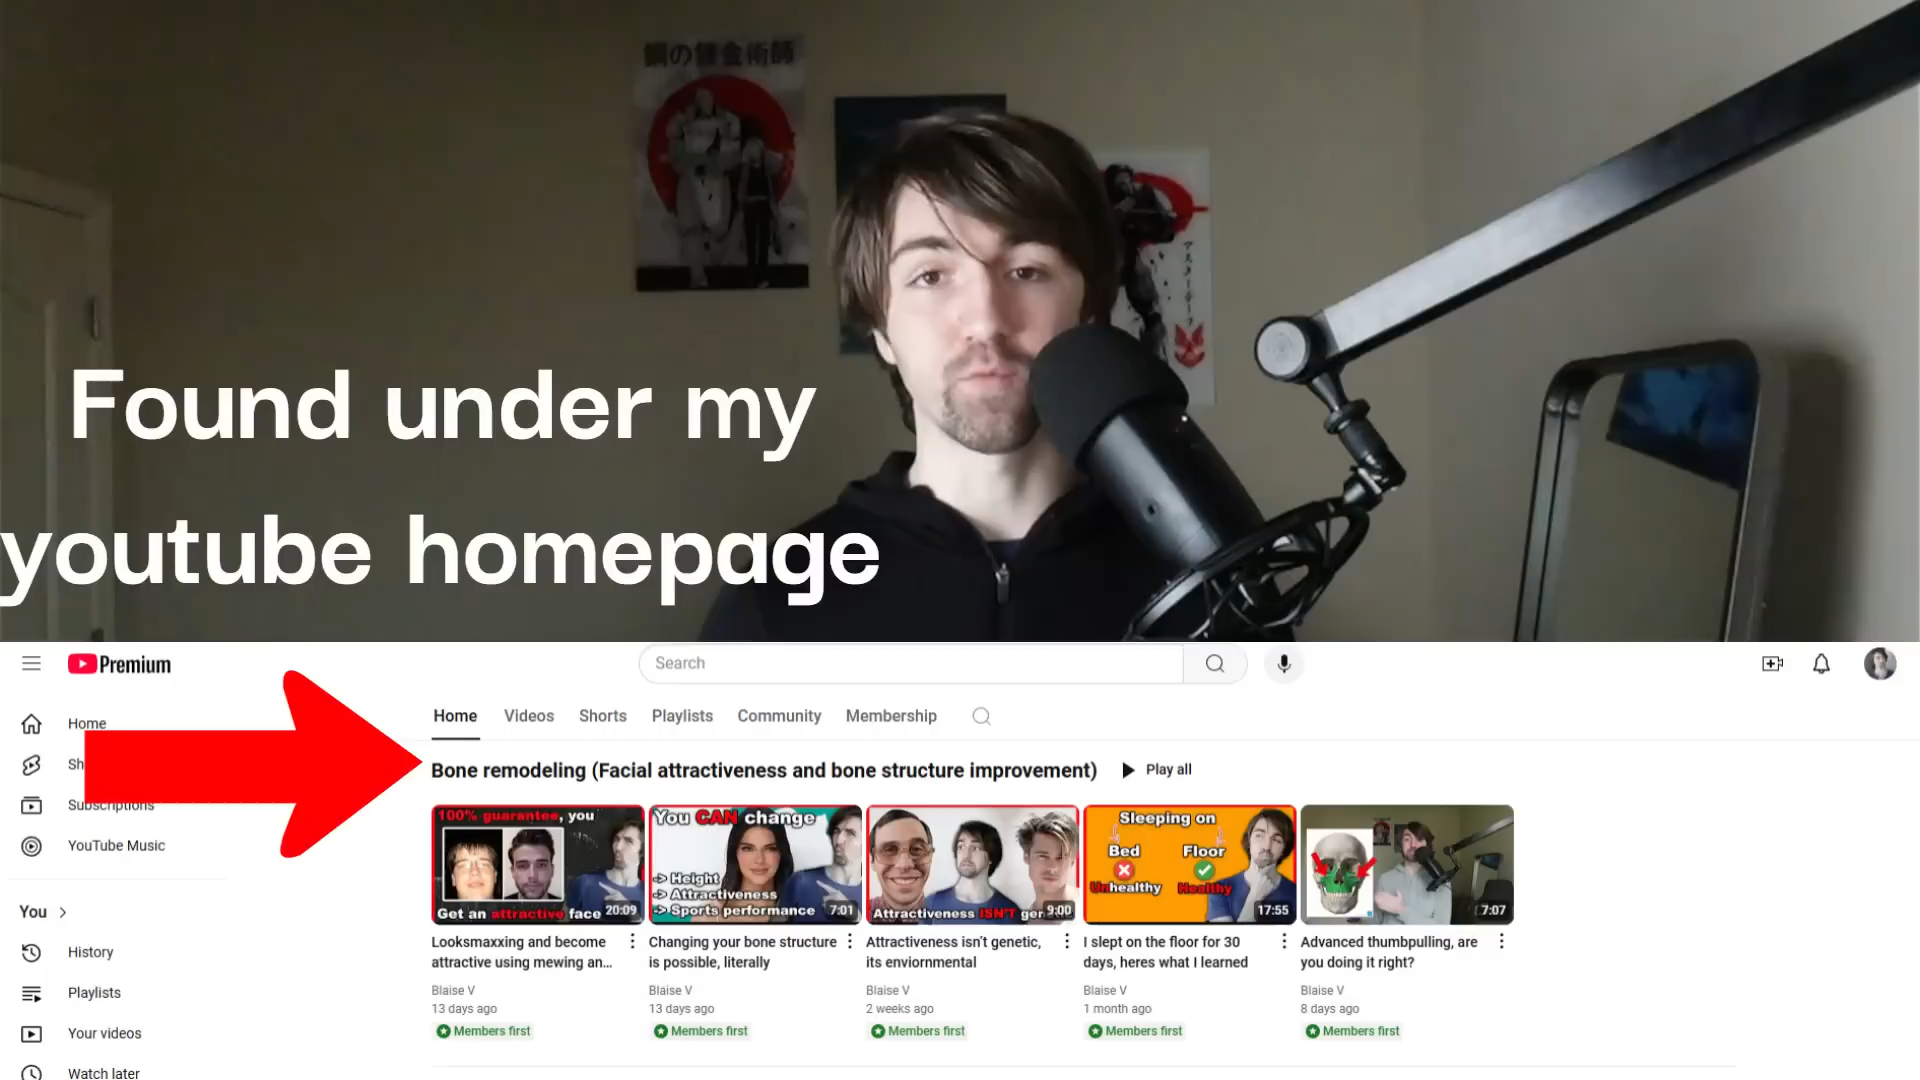 鋼の錬金術師
Found under my
youtube homepage
Premium
Search
Home
Home
Videos
Shorts
Playlists
Community
Membership
Sh
Bone remodeling (Facial attractiveness and bone structure improvement)
Play all
Subscriptions
YouTube Music
100% guarantee, you
Get an attractive face
20:09
You CAN change
-> Height
-> Attractiveness
-> Sports performance
7:01
Attractiveness ISN'T gen
9:00
Sleeping on
Bed
Floor
Unhealthy
Healthy
17:55
7:07
You
Looksmaxxing and become
attractive using mewing an...
Changing your bone structure
is possible, literally
Attractiveness isn't genetic,
its enviornmental
I slept on the floor for 30
days, heres what I learned
Advanced thumbpulling, are
you doing it right?
Blaise V
13 days ago
Members first
Blaise V
13 days ago
Members first
Blaise V
2 weeks ago
Members first
Blaise V
1 month ago
Members first
Blaise V
8 days ago
Members first
History
Playlists
Your videos
Watch later